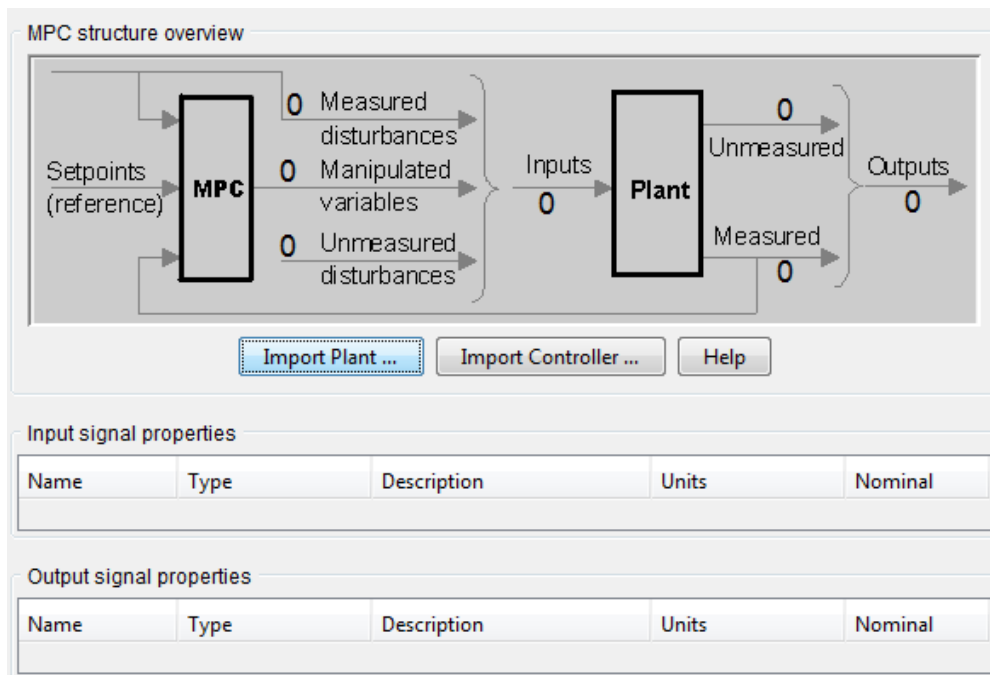 MPC structure overview
0 Measured
disturbances
Setpoints
(reference)
MPC
0 Manipulated
variables
0 Unmeasured
disturbances
Inputs
0
Plant
0
Unmeasured
Measured
0
Outputs
0
Import Plant ... Import Controller ... Help
Input signal properties
Name Type Description Units Nominal
Output signal properties
Name Type Description Units Nominal